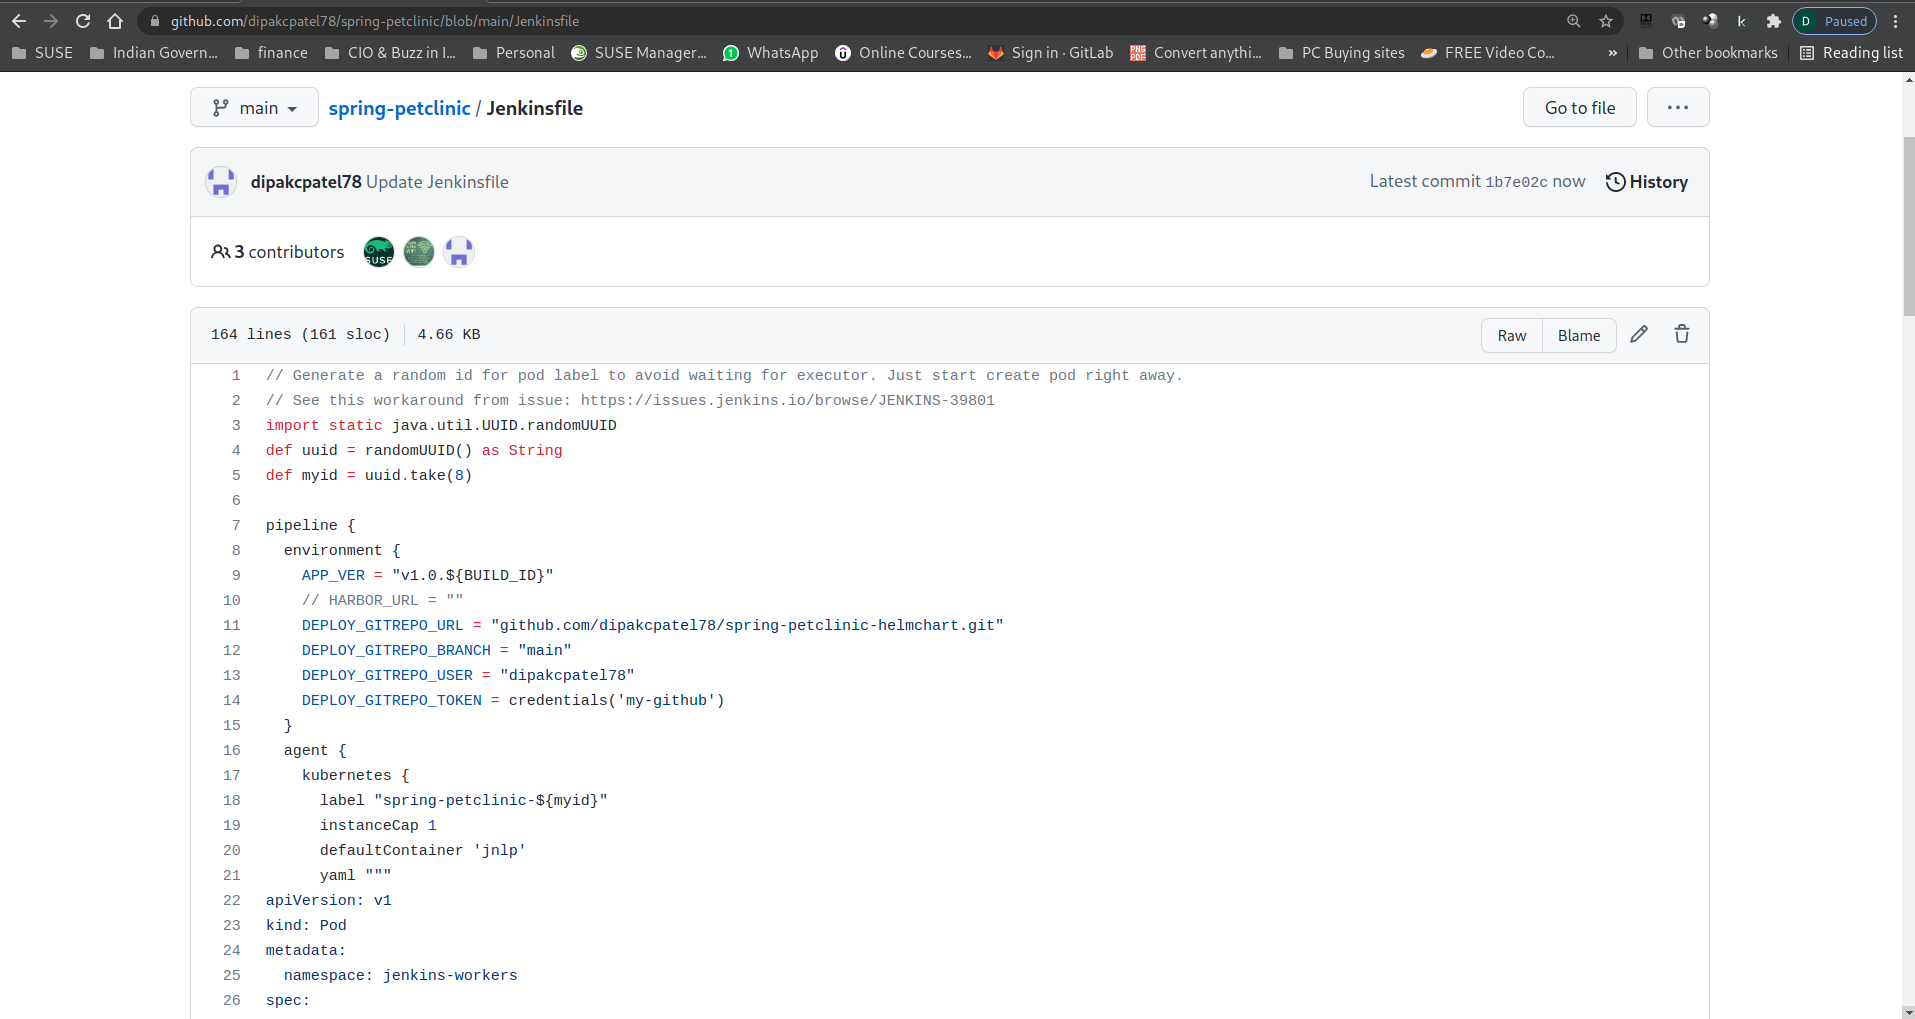 github.com/dipakcpatel78/spring-petclinic/blob/main/Jenkinsfile
D Paused
SUSE Indian Govern... finance CIO & Buzz in I... Personal SUSE Manager... WhatsApp Online Courses... Sign in · GitLab Convert anythi... PC Buying sites FREE Video Co... » Other bookmarks Reading list
main spring-petclinic / Jenkinsfile Go to file ...
dipakcpatel78 Update Jenkinsfile Latest commit 1b7e02c now History
3 contributors SUSE
164 lines (161 sloc) 4.66 KB Raw Blame
1 // Generate a random id for pod label to avoid waiting for executor. Just start create pod right away.
2 // See this workaround from issue: https://issues.jenkins.io/browse/JENKINS-39801
3 import static java.util.UUID.randomUUID
4 def uuid = randomUUID() as String
5 def myid = uuid.take(8)
6
7 pipeline {
8   environment {
9     APP_VER = "v1.0.${BUILD_ID}"
10     // HARBOR_URL = ""
11     DEPLOY_GITREPO_URL = "github.com/dipakcpatel78/spring-petclinic-helmchart.git"
12     DEPLOY_GITREPO_BRANCH = "main"
13     DEPLOY_GITREPO_USER = "dipakcpatel78"
14     DEPLOY_GITREPO_TOKEN = credentials('my-github')
15   }
16   agent {
17     kubernetes {
18       label "spring-petclinic-${myid}"
19       instanceCap 1
20       defaultContainer 'jnlp'
21       yaml """
22 apiVersion: v1
23 kind: Pod
24 metadata:
25   namespace: jenkins-workers
26 spec: